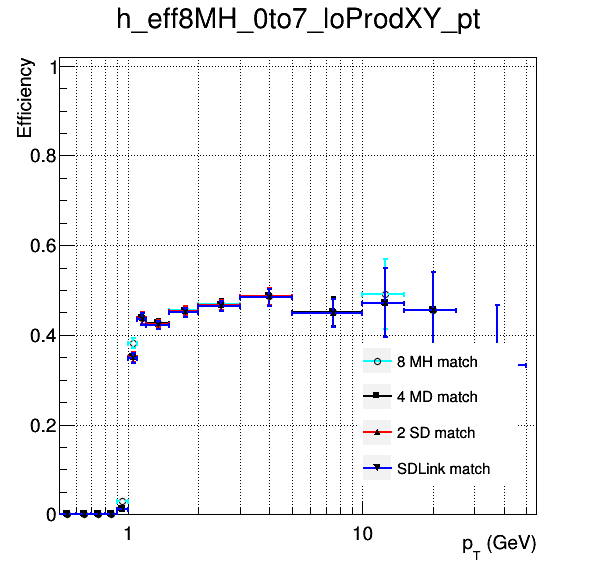 h_eff8MH_0to7_loProdXY_pt
Efficiency
1
0.8
0.6
0.4
0.2
0
8 MH match
4 MD match
2 SD match
SDLink match
1
10
p_T (GeV)